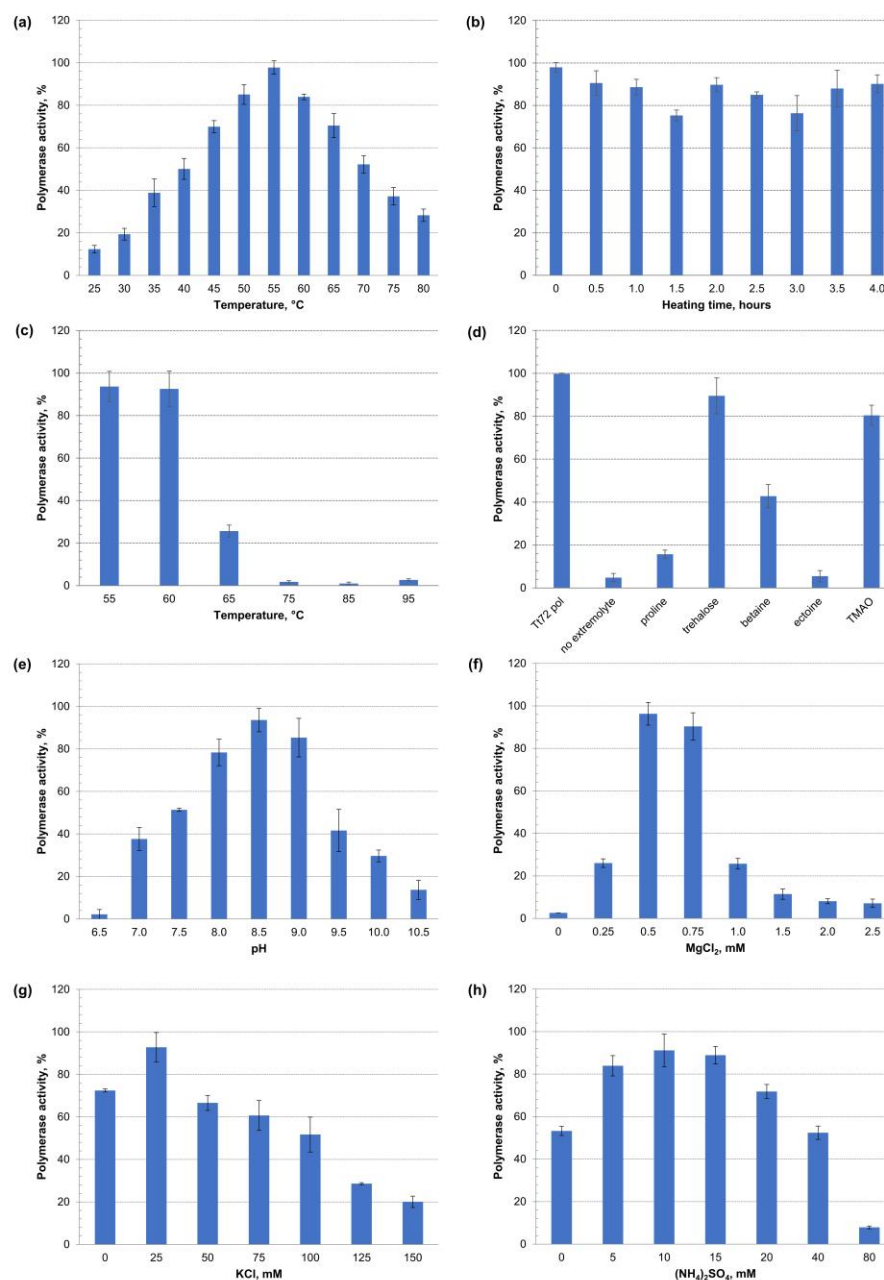 (a)
120
100
80
60
40
20
0
Polymerase activity, %
25 30 35 40 45 50 55 60 65 70 75 80
Temperature, °C
(b)
120
100
80
60
40
20
0
Polymerase activity, %
0 0.5 1.0 1.5 2.0 2.5 3.0 3.5 4.0
Heating time, hours
(c)
120
100
80
60
40
20
0
Polymerase activity, %
55 60 65 75 85 95
Temperature, °C
(d)
120
100
80
60
40
20
0
Polymerase activity, %
Tt72 pol no extremolyte proline trehalose betaine ectoine TMAO
(e)
120
100
80
60
40
20
0
Polymerase activity, %
6.5 7.0 7.5 8.0 8.5 9.0 9.5 10.0 10.5
pH
(f)
120
100
80
60
40
20
0
Polymerase activity, %
0 0.25 0.5 0.75 1.0 1.5 2.0 2.5
MgCl₂, mM
(g)
120
100
80
60
40
20
0
Polymerase activity, %
0 25 50 75 100 125 150
KCl, mM
(h)
120
100
80
60
40
20
0
Polymerase activity, %
0 5 10 15 20 40 80
(NH₄)₂SO₄, mM